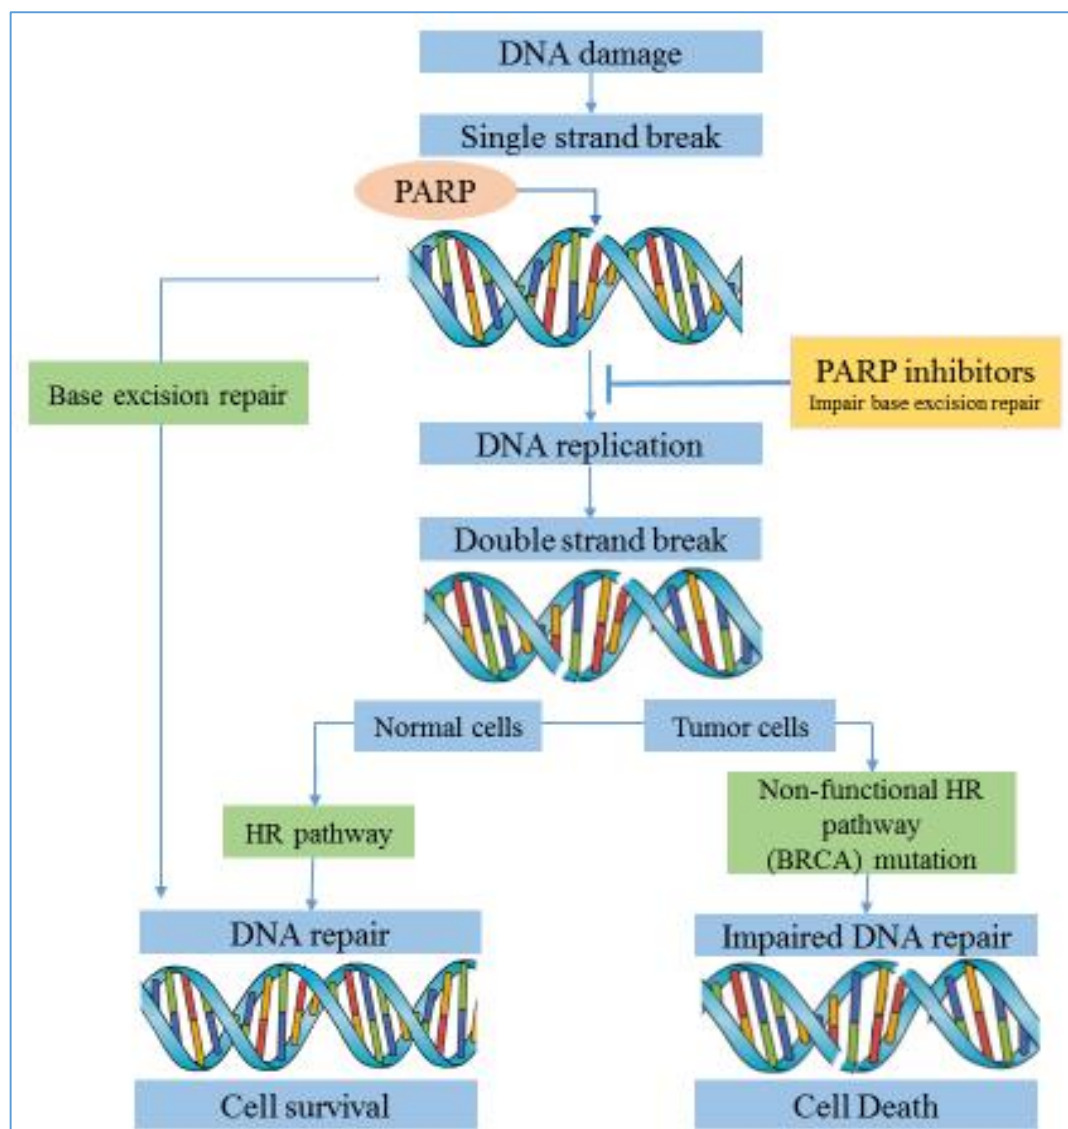 DNA damage
Single strand break
PARP
Base excision repair
PARP inhibitors
Impair base excision repair
DNA replication
Double strand break
Normal cells
Tumor cells
HR pathway
Non-functional HR
pathway
(BRCA) mutation
DNA repair
Impaired DNA repair
Cell survival
Cell Death